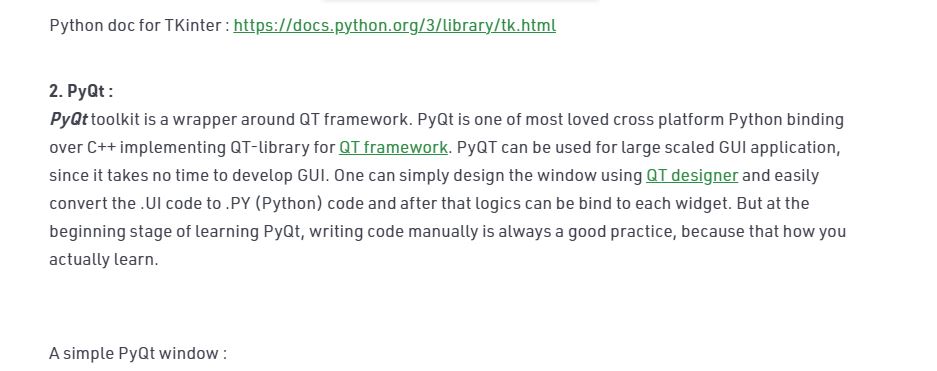 Python doc for TKinter : https://docs.python.org/3/library/tk.html
2. PyQt :
PyQt toolkit is a wrapper around QT framework. PyQt is one of most loved cross platform Python binding
over C++ implementing QT-library for QT framework. PyQT can be used for large scaled GUI application,
since it takes no time to develop GUI. One can simply design the window using QT designer and easily
convert the .UI code to .PY (Python) code and after that logics can be bind to each widget. But at the
beginning stage of learning PyQt, writing code manually is always a good practice, because that how you
actually learn.
A simple PyQt window :